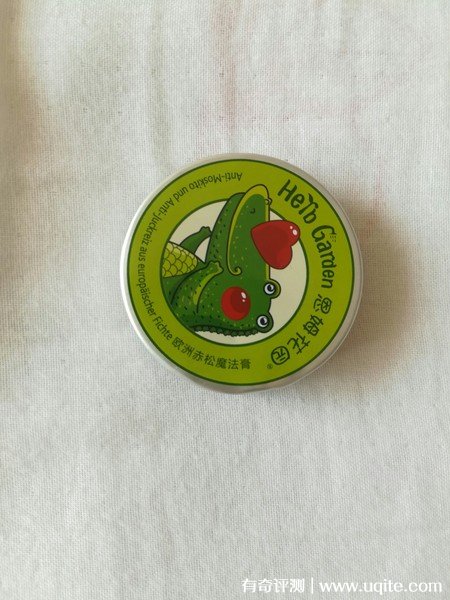 Herb Garden 恩姆花园®
Anti-Moskito und Anti-Juckreiz aus europäischer Fichte 欧洲赤松魔法膏
有奇评测 | www.uqite.com